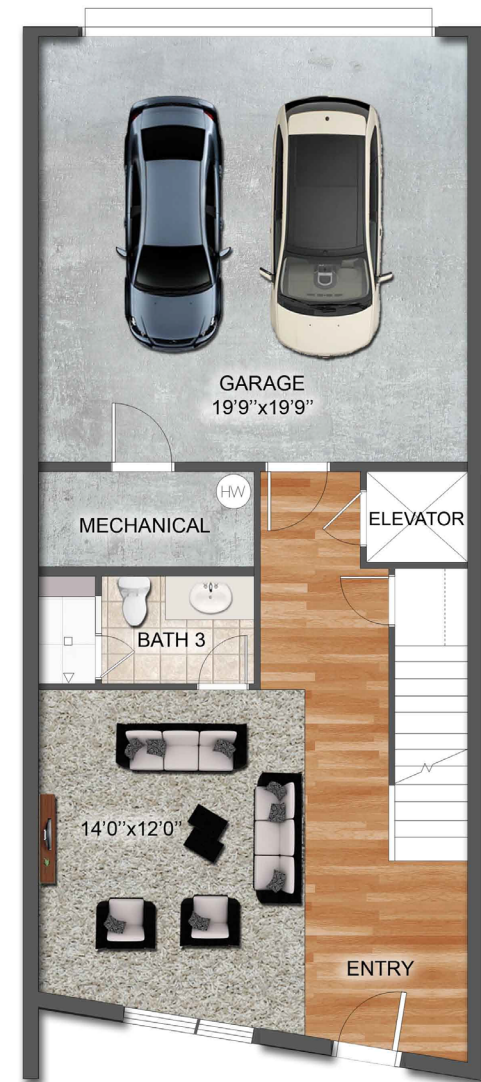 GARAGE
19'9''x19'9''
HW
MECHANICAL
ELEVATOR
BATH 3
14'0''x12'0''
ENTRY